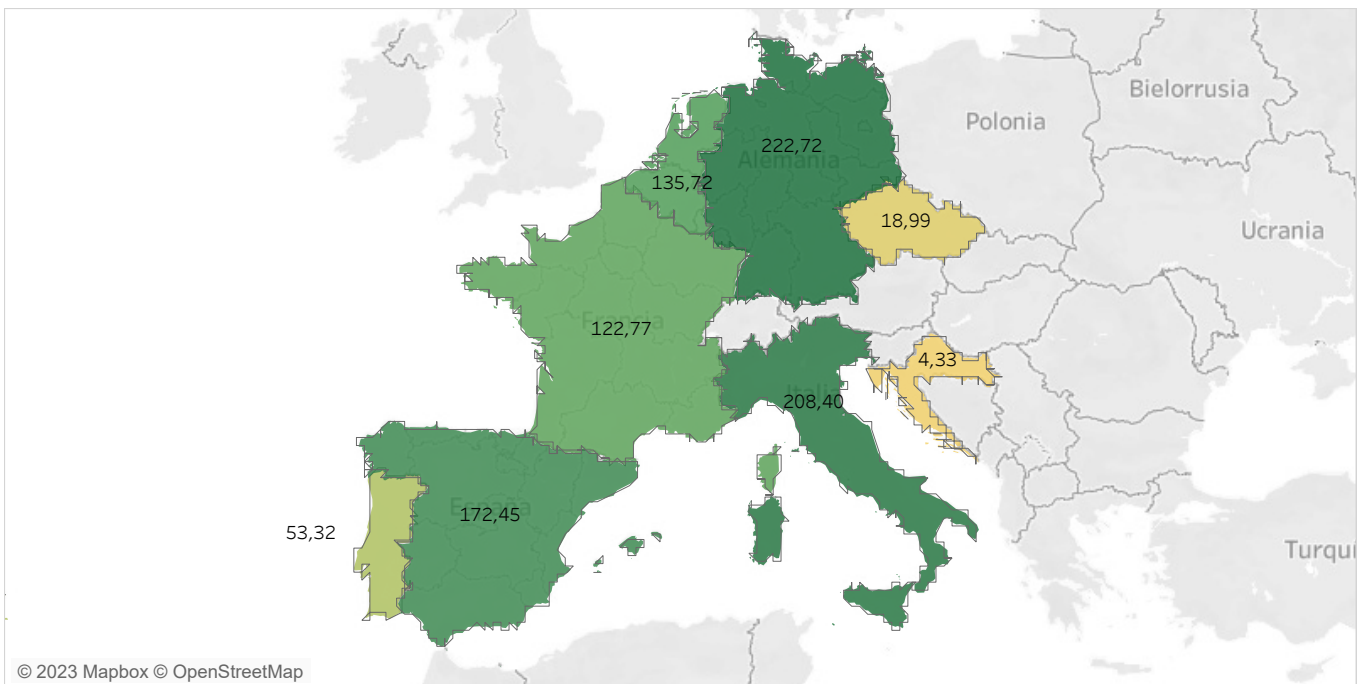 Bielorrusia
Polonia
222,72
Alemania
135,72
18,99
Ucrania
Francia
122,77
4,33
Italia
208,40
España
172,45
53,32
Turquí
© 2023 Mapbox © OpenStreetMap